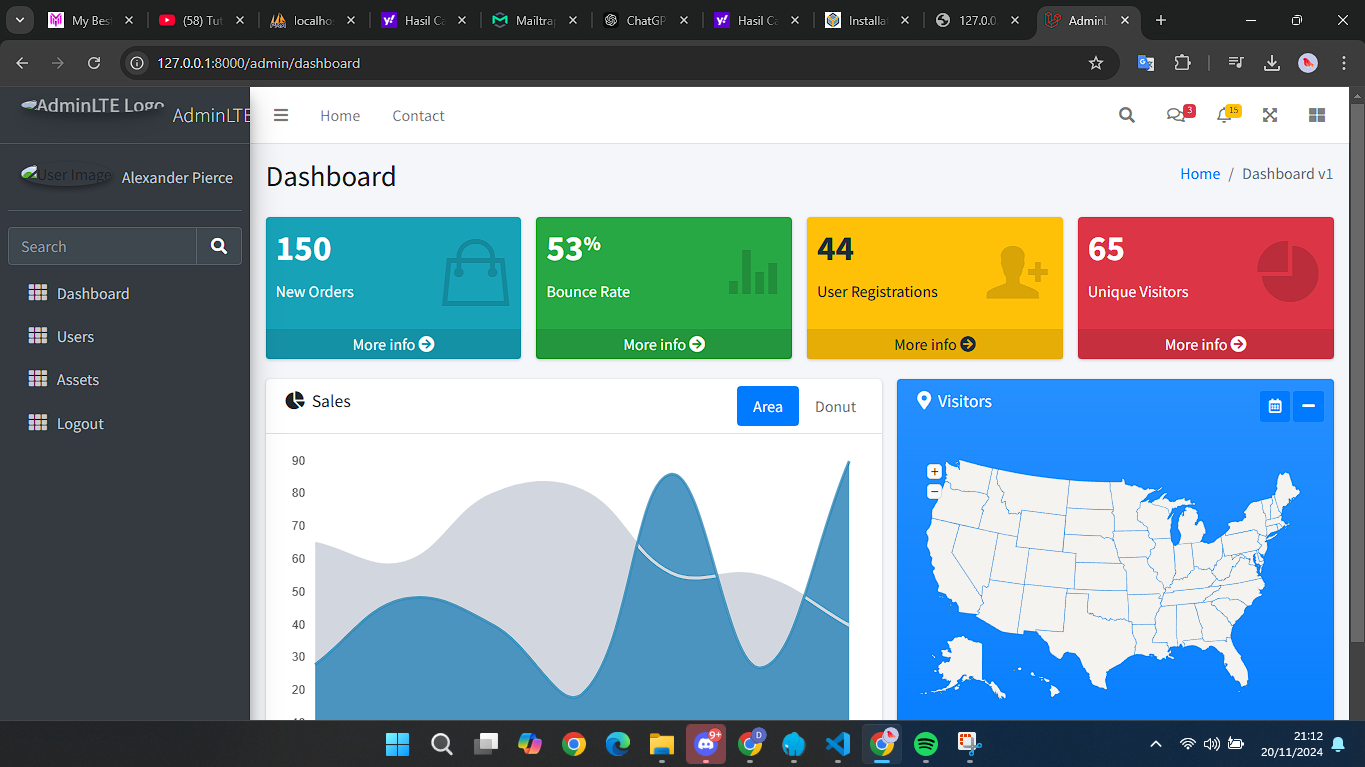 My Best
(58) Tut
localhos
Hasil Ca
Mailtrap
ChatGP
Hasil Ca
Installat
127.0.0.
AdminL
127.0.0.1:8000/admin/dashboard
AdminLTE Logo AdminLTE
Home Contact
3
15
User Image Alexander Pierce
Dashboard
Home / Dashboard v1
Search
Dashboard
Users
Assets
Logout
150
New Orders
More info
53%
Bounce Rate
More info
44
User Registrations
More info
65
Unique Visitors
More info
Sales
Area Donut
90
80
70
60
50
40
30
20
10
Visitors
+
−
9+
D
21:12
20/11/2024